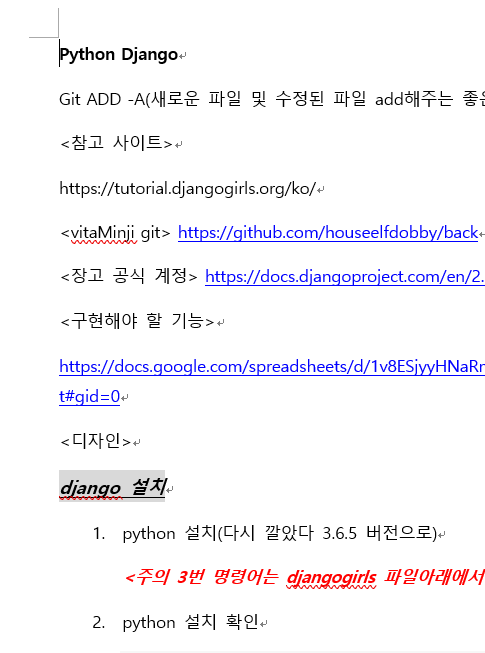 Python Django
Git ADD -A(새로운 파일 및 수정된 파일 add해주는 좋은
<참고 사이트>
https://tutorial.djangogirls.org/ko/
<vitaMinji git> https://github.com/houseelfdobby/back
<장고 공식 계정> https://docs.djangoproject.com/en/2.
<구현해야 할 기능>
https://docs.google.com/spreadsheets/d/1v8ESjyyHNaRr
t#gid=0
<디자인>
django 설치
1. python 설치(다시 깔았다 3.6.5 버전으로)
<주의 3번 명령어는 djangogirls 파일아래에서
2. python 설치 확인